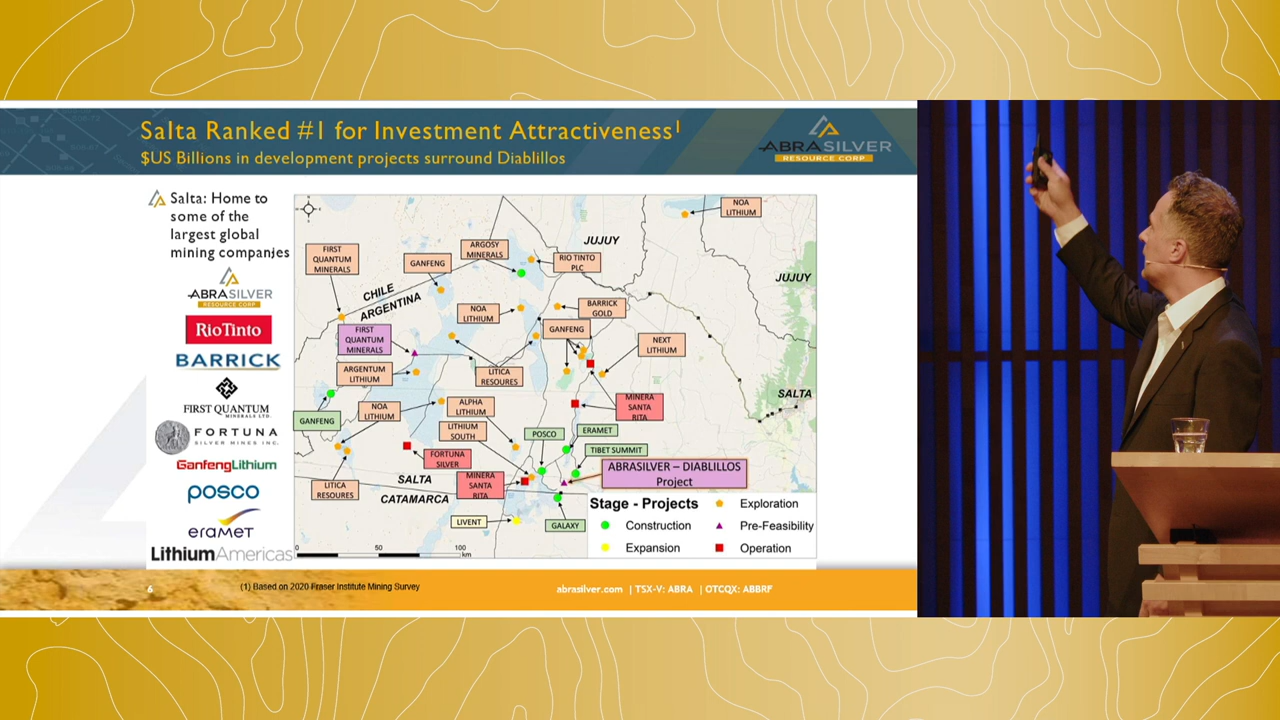 Salta Ranked #1 for Investment Attractiveness1
$US Billions in development projects surround Diablillos
ABRASILVER
RESOURCE CORP
Salta: Home to
some of the
largest global
mining companies
ABRASILVER
RESOURCE CORP
RioTinto
BARRICK
FIRST QUANTUM
MINERALS LTD.
FORTUNA
SILVER MINES INC.
GanfengLithium
posco
eramet
LithiumAmericas
NOA
LITHIUM
JUJUY
ARGOSY
MINERALS
FIRST
QUANTUM
MINERALS
GANFENG
RIO TINTO
PLC
JUJUY
CHILE
ARGENTINA
NOA
LITHIUM
BARRICK
GOLD
FIRST
QUANTUM
MINERALS
GANFENG
NEXT
LITHIUM
ARGENTUM
LITHIUM
LITICA
RESOURES
SALTA
GANFENG
NOA
LITHIUM
ALPHA
LITHIUM
MINERA
SANTA
RITA
LITHIUM
SOUTH
POSCO
ERAMET
TIBET SUMMIT
FORTUNA
SILVER
ABRASILVER – DIABLILLOS
Project
SALTA
CATAMARCA
MINERA
SANTA
RITA
LITICA
RESOURES
LIVENT
GALAXY
Stage - Projects
Exploration
Construction
Pre-Feasibility
Expansion
Operation
0 50 100
km
6
(1) Based on 2020 Fraser Institute Mining Survey
abrasilver.com | TSX-V: ABRA | OTCQX: ABBRF